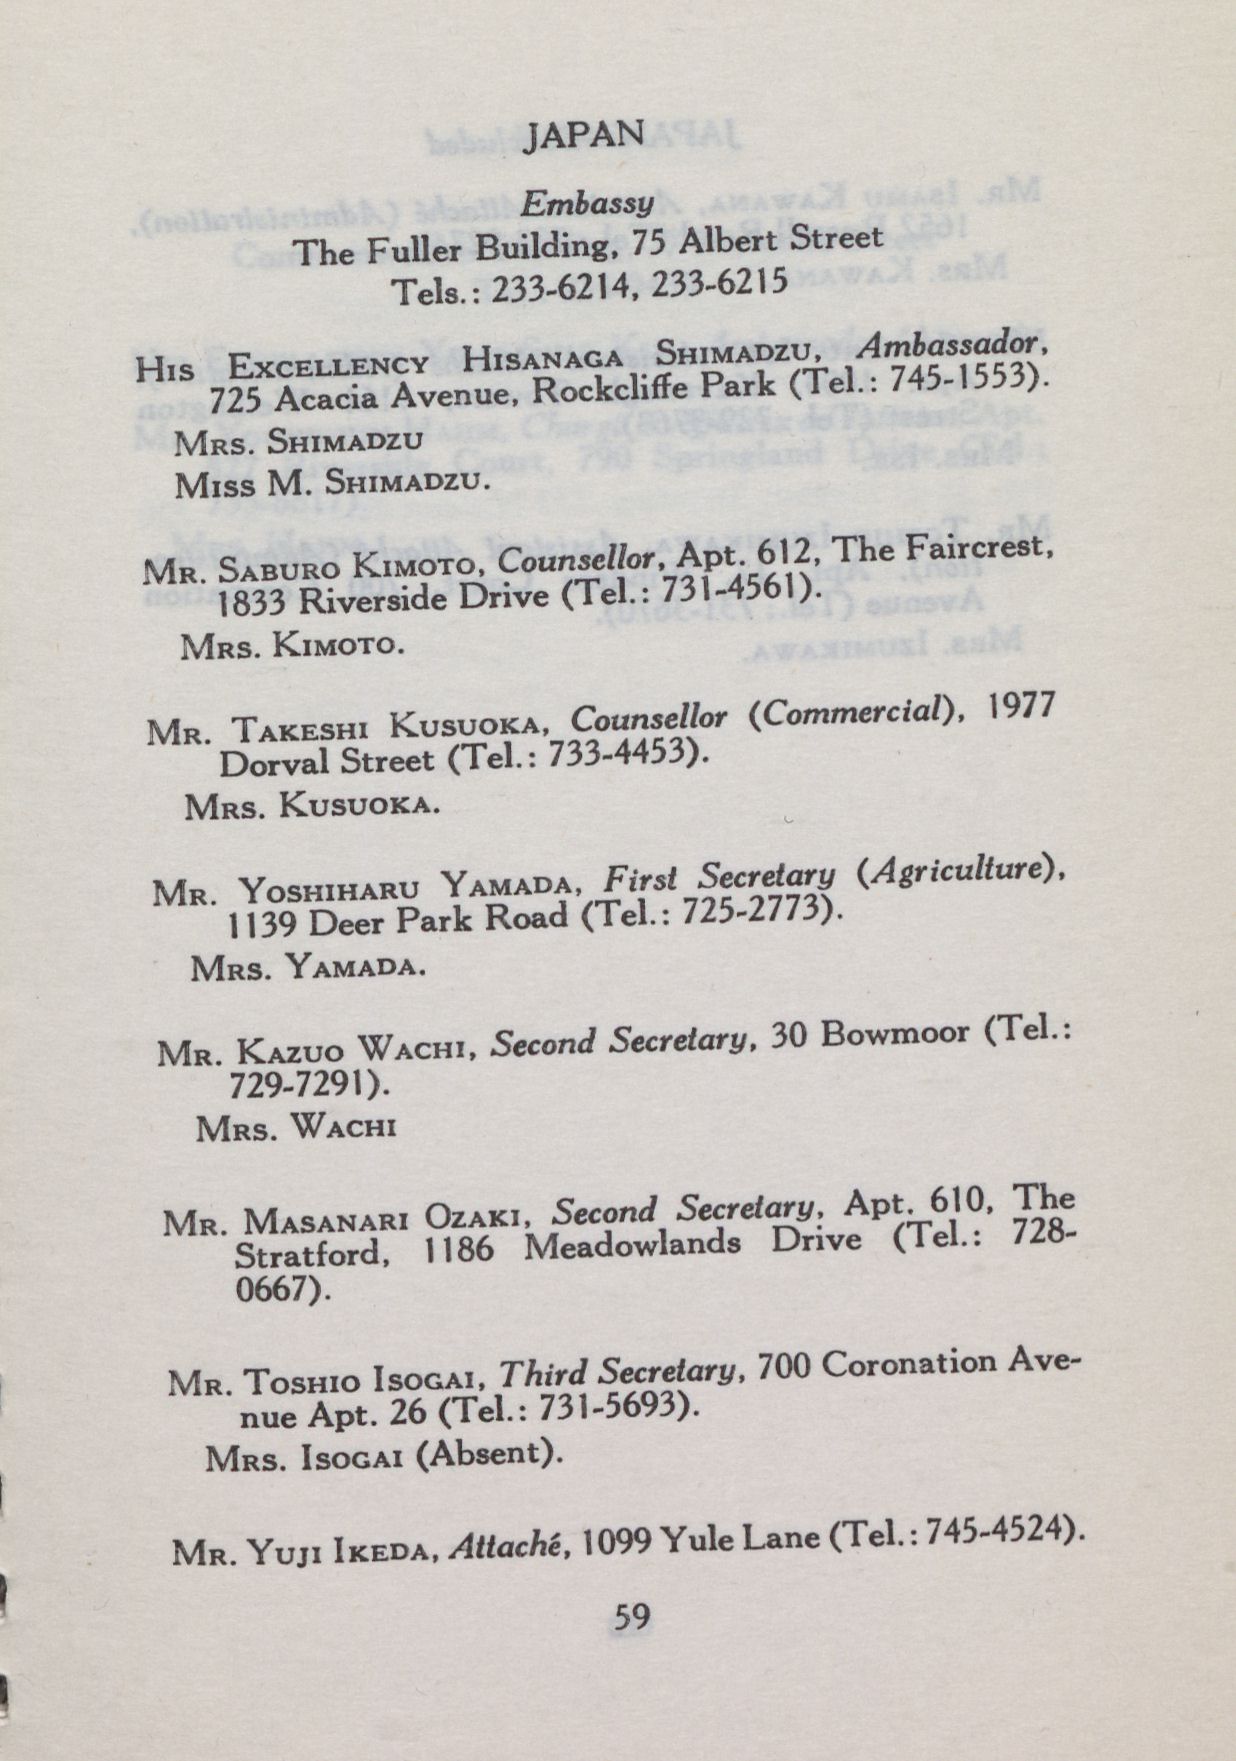 JAPAN
Embassy
The Fuller Building, 75 Albert Street
Tels.: 233-6214, 233-6215
HIS EXCELLENCY HISANAGA SHIMADZU, Ambassador,
725 Acacia Avenue, Rockcliffe Park (Tel.: 745-1553).
MRS. SHIMADZU
MISS M. SHIMADZU.
MR. SABURO KIMOTO, Counsellor, Apt. 612, The Faircrest,
1833 Riverside Drive (Tel.: 731-4561).
MRS. KIMOTO.
MR. TAKESHI KUSUOKA, Counsellor (Commercial), 1977
Dorval Street (Tel.: 733-4453).
MRS. KUSUOKA.
MR. YOSHIHARU YAMADA, First Secretary (Agriculture),
1139 Deer Park Road (Tel.: 725-2773).
MRS. YAMADA.
MR. KAZUO WACHI, Second Secretary, 30 Bowmoor (Tel.:
729-7291).
MRS. WACHI
MR. MASANARI OZAKI, Second Secretary, Apt. 610, The
Stratford, 1186 Meadowlands Drive (Tel.: 728-
0667).
MR. TOSHIO ISOGAI, Third Secretary, 700 Coronation Ave-
nue Apt. 26 (Tel.: 731-5693).
MRS. ISOGAI (Absent).
MR. YUJI IKEDA, Attaché, 1099 Yule Lane (Tel.: 745-4524).
59